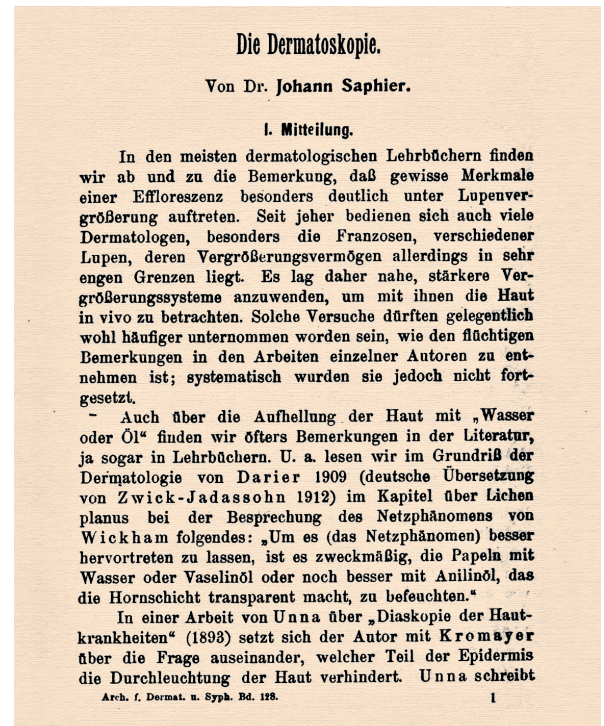 Die Dermatoskopie.
Von Dr. Johann Saphier.
I. Mitteilung.
In den meisten dermatologischen Lehrbüchern finden
wir ab und zu die Bemerkung, daß gewisse Merkmale
einer Effloreszenz besonders deutlich unter Lupenver-
größerung auftreten. Seit jeher bedienen sich auch viele
Dermatologen, besonders die Franzosen, verschiedener
Lupen, deren Vergrößerungsvermögen allerdings in sehr
engen Grenzen liegt. Es lag daher nahe, stärkere Ver-
größerungssysteme anzuwenden, um mit ihnen die Haut
in vivo zu betrachten. Solche Versuche dürften gelegentlich
wohl häufiger unternommen worden sein, wie den flüchtigen
Bemerkungen in den Arbeiten einzelner Autoren zu ent-
nehmen ist; systematisch wurden sie jedoch nicht fort-
gesetzt.
Auch über die Aufhellung der Haut mit „Wasser
oder Öl“ finden wir öfters Bemerkungen in der Literatur,
ja sogar in Lehrbüchern. U. a. lesen wir im Grundriß der
Dermatologie von Darier 1909 (deutsche Übersetzung
von Zwick-Jadassohn 1912) im Kapitel über Lichen
planus bei der Besprechung des Netzphänomens von
Wickham folgendes: „Um es (das Netzphänomen) besser
hervortreten zu lassen, ist es zweckmäßig, die Papeln mit
Wasser oder Vaselinöl oder noch besser mit Anilinöl, das
die Hornschicht transparent macht, zu befeuchten.“
In einer Arbeit von Unna über „Diaskopie der Haut-
krankheiten“ (1893) setzt sich der Autor mit Kromayer
über die Frage auseinander, welcher Teil der Epidermis
die Durchleuchtung der Haut verhindert. Unna schreibt
Arch. f. Dermat. u. Syph. Bd. 128. 1